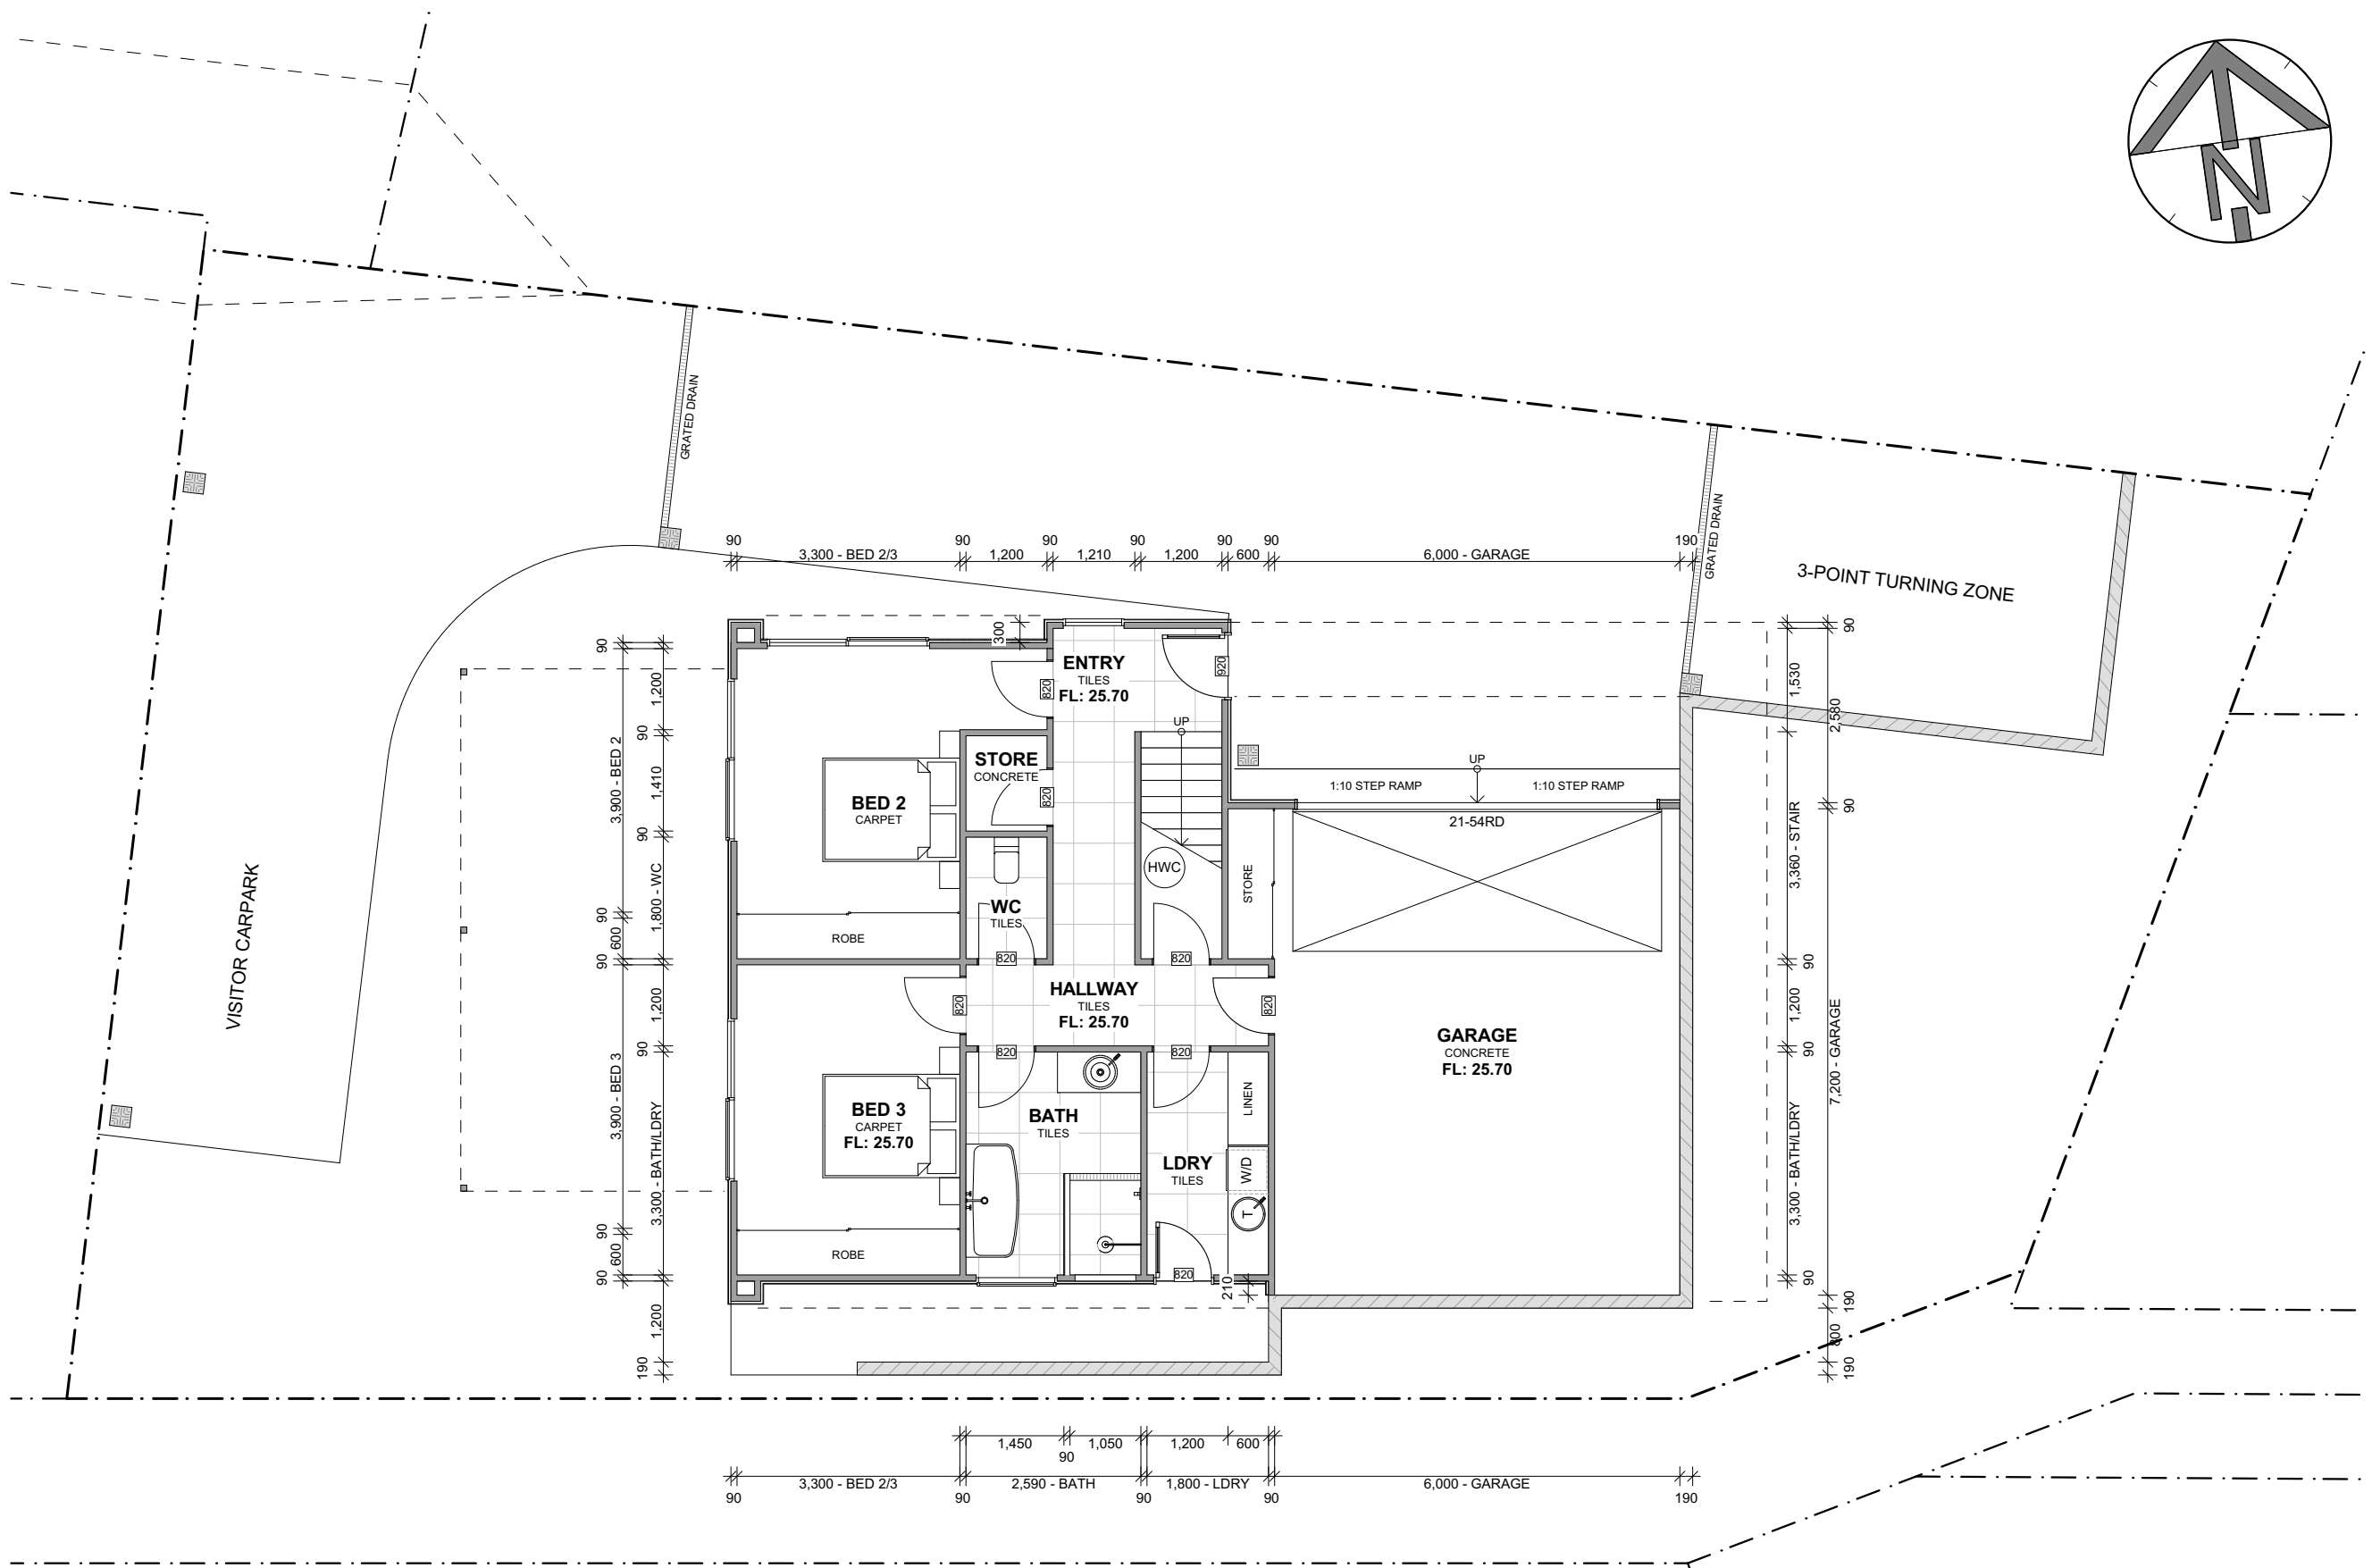 N
GRATED DRAIN
GRATED DRAIN
3-POINT TURNING ZONE
VISITOR CARPARK
90
90
90
90
90
90
190
3,300 - BED 2/3
1,200
1,210
1,200
600
6,000 - GARAGE
300
90
3,900 - BED 2
90
600
90
3,900 - BED 3
90
600
90
1,200
90
1,410
90
1,800 - WC
1,200
90
3,300 - BATH/LDRY
1,200
190
ENTRY
TILES
FL: 25.70
820
920
UP
STORE
CONCRETE
820
BED 2
CARPET
ROBE
WC
TILES
820
HWC
820
STORE
UP
1:10 STEP RAMP
1:10 STEP RAMP
21-54RD
HALLWAY
TILES
FL: 25.70
820
820
820
820
GARAGE
CONCRETE
FL: 25.70
BED 3
CARPET
FL: 25.70
ROBE
BATH
TILES
LDRY
TILES
LINEN
W/D
T
820
210
1,530
3,360 - STAIR
90
1,200
90
3,300 - BATH/LDRY
90
90
2,580
90
7,200 - GARAGE
190
800
190
1,450
90
1,050
1,200
600
3,300 - BED 2/3
2,590 - BATH
1,800 - LDRY
6,000 - GARAGE
90
90
90
90
190